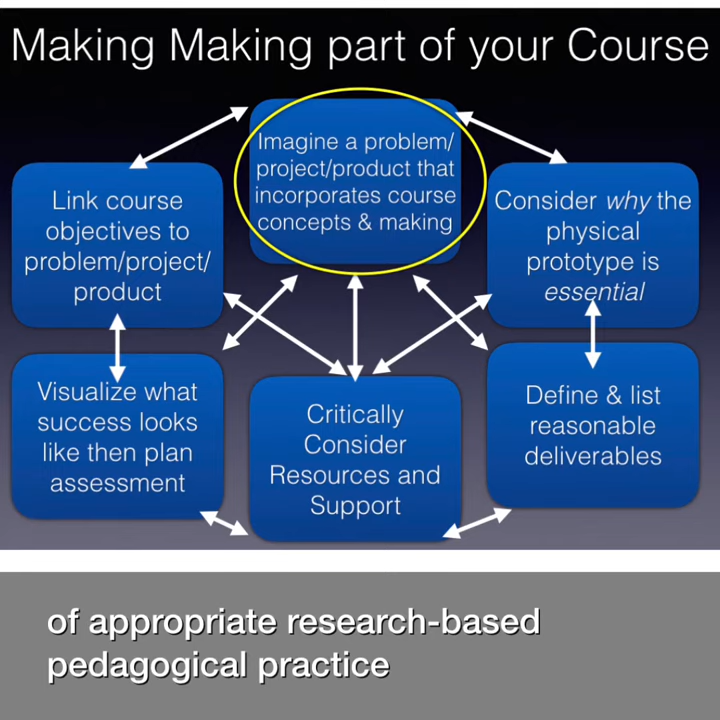 Making Making part of your Course
Imagine a problem/
project/product that
incorporates course
concepts & making
Link course
objectives to
problem/project/
product
Consider why the
physical
prototype is
essential
Visualize what
success looks
like then plan
assessment
Critically
Consider
Resources and
Support
Define & list
reasonable
deliverables
of appropriate research-based
pedagogical practice